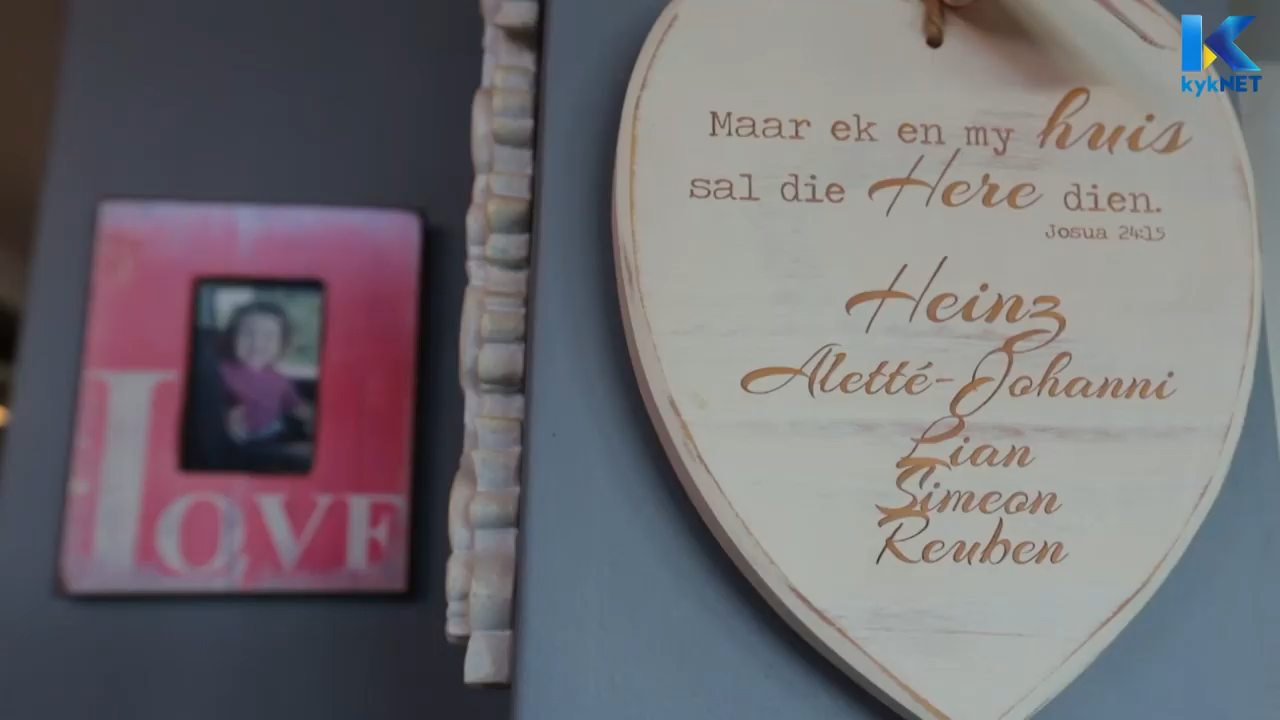 kykNET
Maar ek en my huis
sal die Here dien.
Josua 24:15
Heinz
Aletté-Johanni
Lian
Simeon
Reuben
LOVE